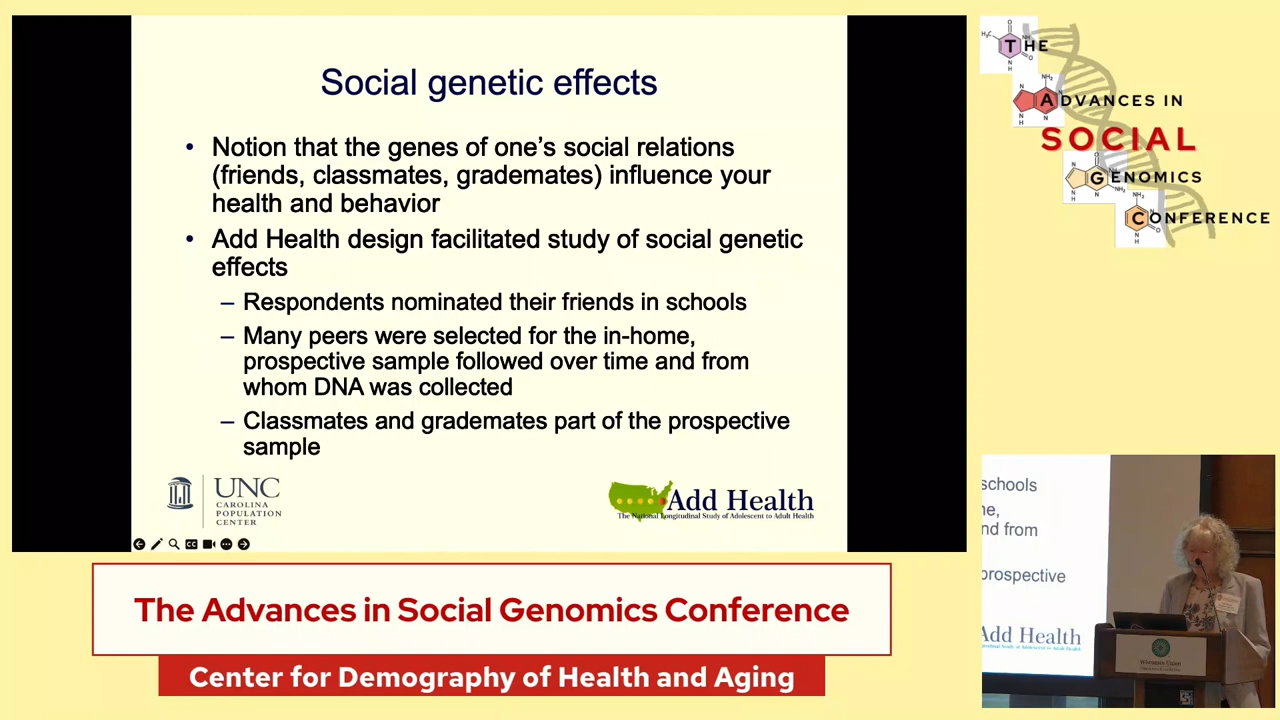 Social genetic effects
• Notion that the genes of one's social relations
(friends, classmates, grademates) influence your
health and behavior
• Add Health design facilitated study of social genetic
effects
– Respondents nominated their friends in schools
– Many peers were selected for the in-home,
prospective sample followed over time and from
whom DNA was collected
– Classmates and grademates part of the prospective
sample
UNC
CAROLINA
POPULATION
CENTER
Add Health
The National Longitudinal Study of Adolescent to Adult Health
The Advances in Social Genomics Conference
Center for Demography of Health and Aging
THE
ADVANCES IN
SOCIAL
GENOMICS
CONFERENCE
schools
ne,
nd from
prospective
Add Health